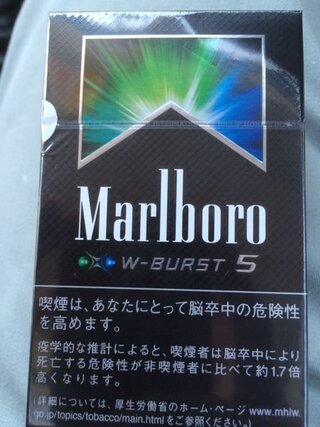 Marlboro
W-BURST 5
喫煙は、あなたにとって脳卒中の危険性
を高めます。
疫学的な推計によると、喫煙者は脳卒中により
死亡する危険性が非喫煙者に比べて約1.7倍
高くなります。
(詳細については、厚生労働省のホーム・ページ www.mhlw.
go.jp/topics/tobacco/main.htmlをご参照ください。)